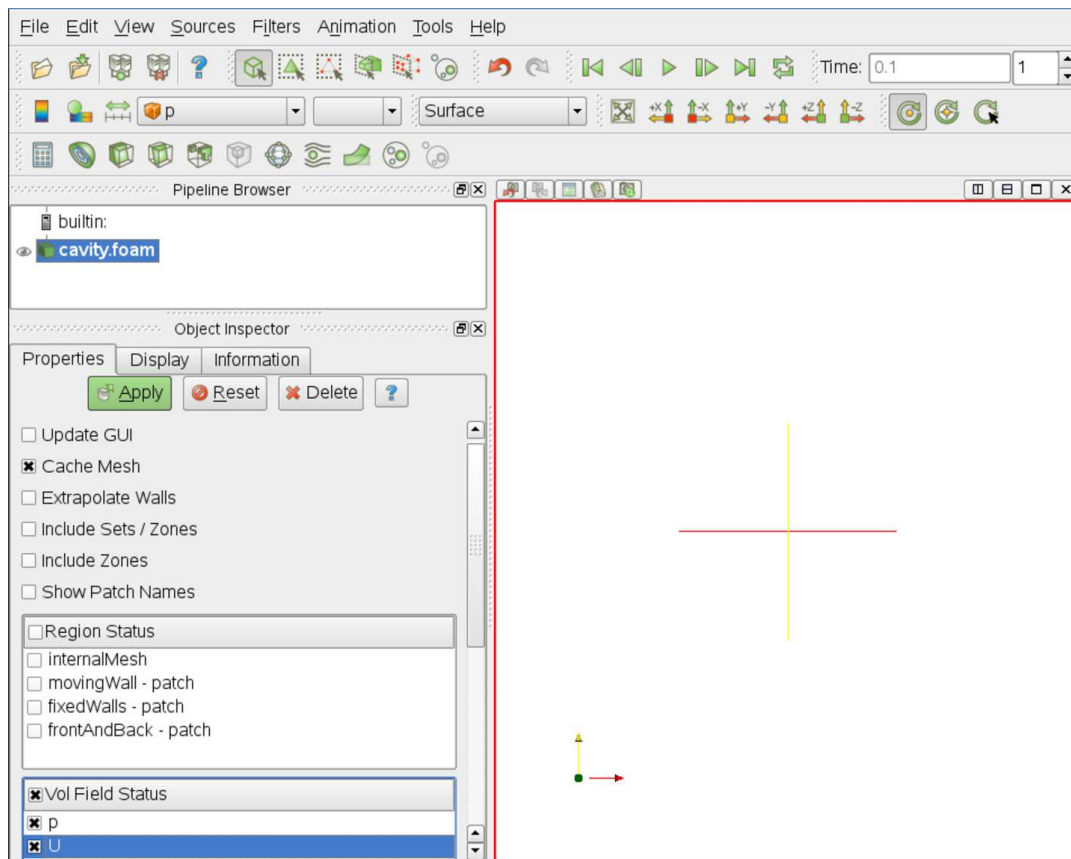 File Edit View Sources Filters Animation Tools Help
? Time: 0.1 1
p Surface +X -X +Y -Y +Z -Z
Pipeline Browser
builtin:
cavity.foam
Object Inspector
Properties Display Information
Apply Reset Delete ?
Update GUI
Cache Mesh
Extrapolate Walls
Include Sets / Zones
Include Zones
Show Patch Names
Region Status
internalMesh
movingWall - patch
fixedWalls - patch
frontAndBack - patch
Vol Field Status
p
U